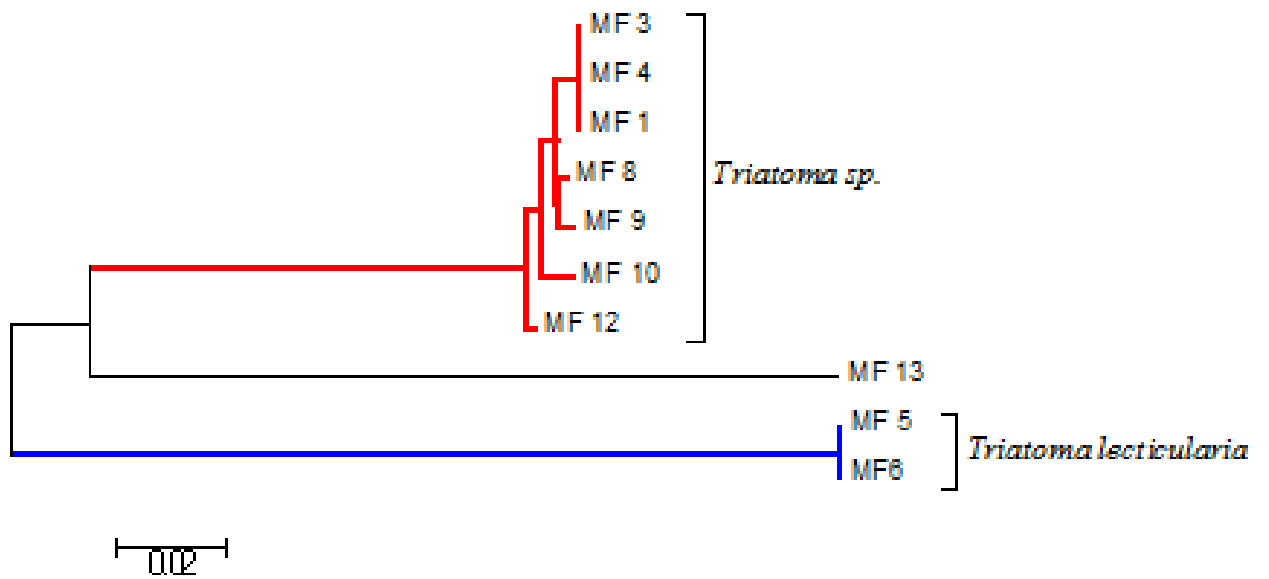 MF 3
MF 4
MF 1
MF 8
Triatoma sp.
MF 9
MF 10
MF 12
MF 13
MF 5
Triatoma lecticularia
MF6
0.02